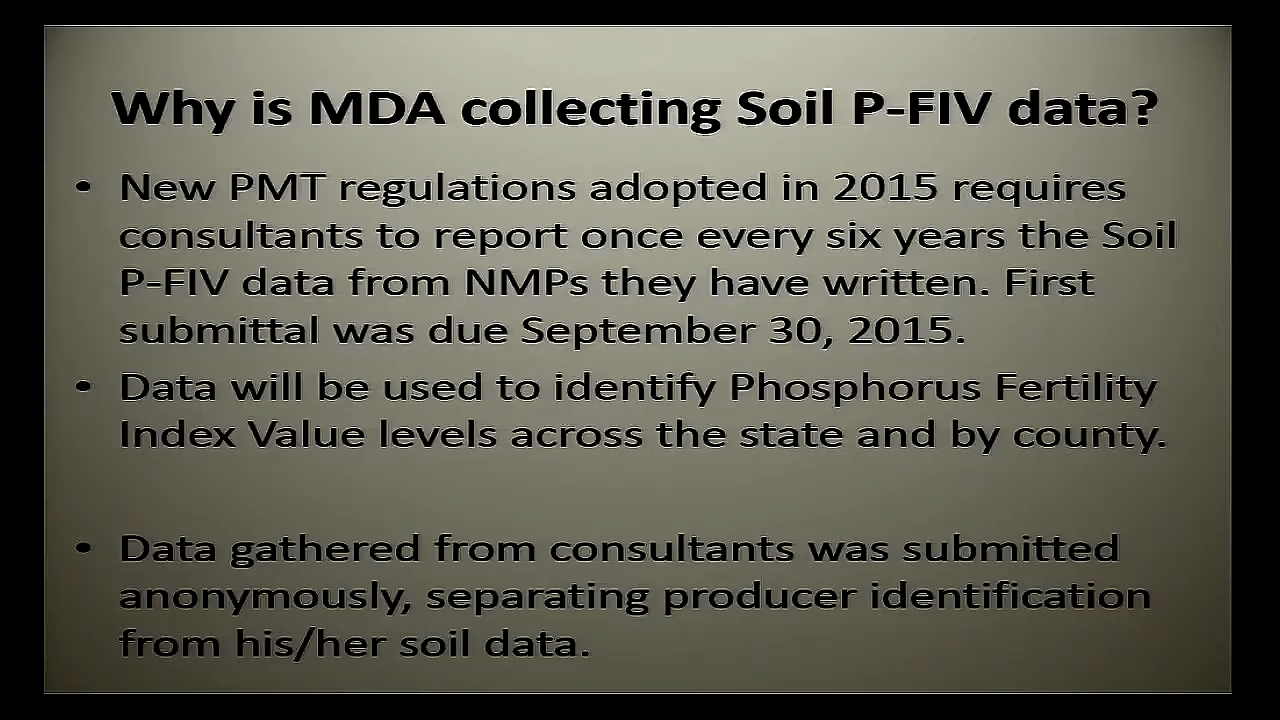 Why is MDA collecting Soil P-FIV data?
• New PMT regulations adopted in 2015 requires
consultants to report once every six years the Soil
P-FIV data from NMPs they have written. First
submittal was due September 30, 2015.
• Data will be used to identify Phosphorus Fertility
Index Value levels across the state and by county.
• Data gathered from consultants was submitted
anonymously, separating producer identification
from his/her soil data.